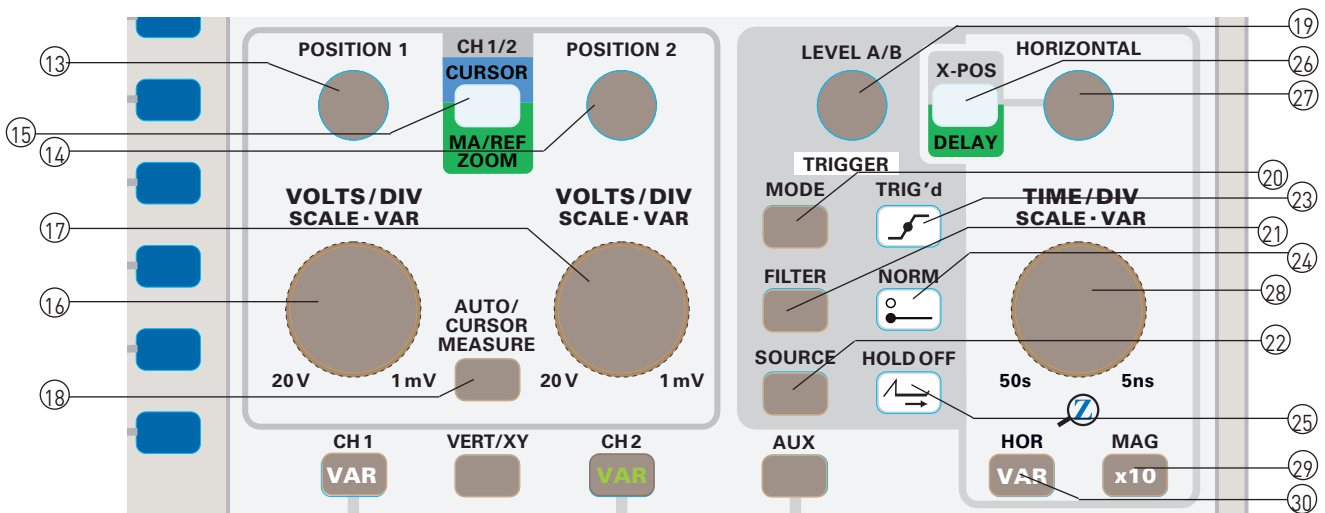 POSITION 1
CH 1/2
CURSOR
MA/REF
ZOOM
POSITION 2
LEVEL A/B
X-POS
DELAY
HORIZONTAL
TRIGGER
MODE
TRIG'd
FILTER
NORM
SOURCE
HOLD OFF
VOLTS/DIV
SCALE · VAR
20 V
1 mV
AUTO/
CURSOR
MEASURE
VOLTS/DIV
SCALE · VAR
20 V
1 mV
TIME/DIV
SCALE · VAR
50s
5ns
Z
CH 1
VAR
VERT/XY
CH 2
VAR
AUX
HOR
VAR
MAG
x10
13
15
14
17
16
18
19
26
27
20
23
21
24
28
22
25
29
30